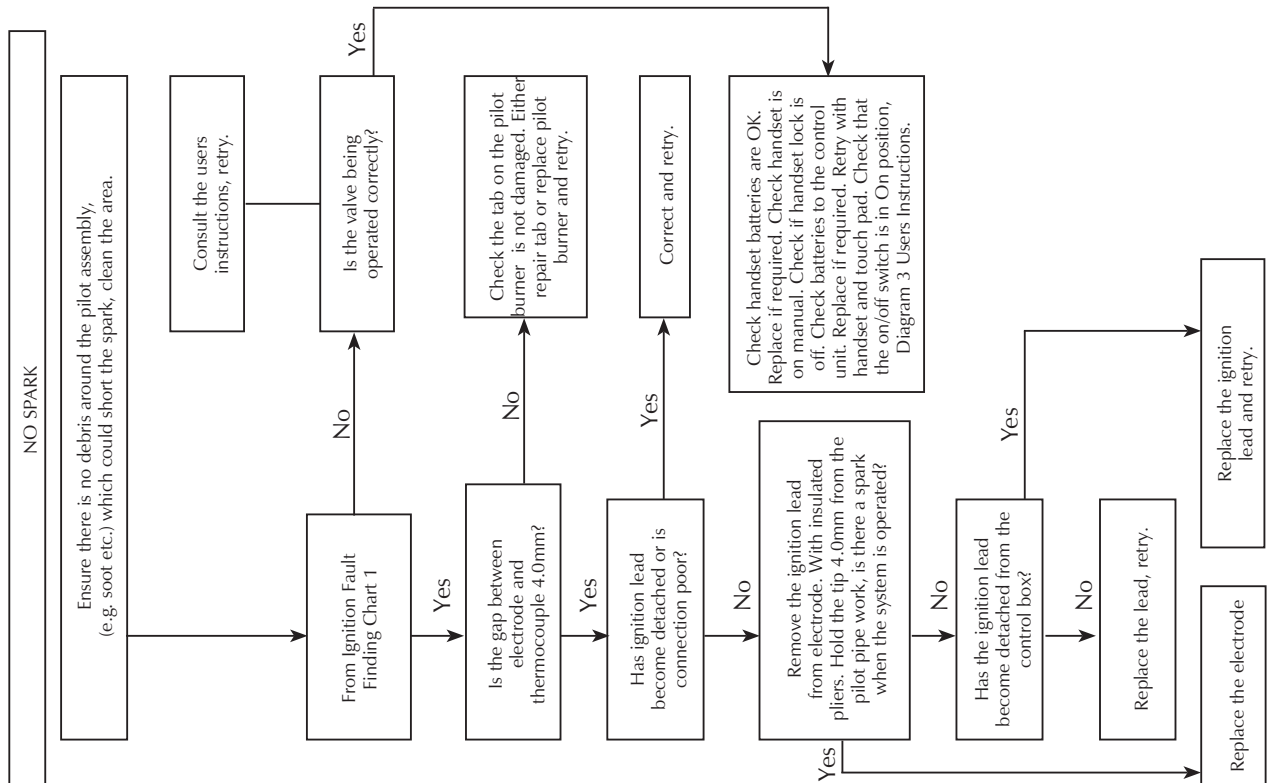 NO SPARK
Ensure there is no debris around the pilot assembly,
(e.g. soot etc.) which could short the spark, clean the area.
Consult the users
instructions, retry.
From Ignition Fault
Finding Chart 1
No
Is the valve being
operated correctly?
Yes
Check handset batteries are OK.
Replace if required. Check handset is
on manual. Check if handset lock is
off. Check batteries to the control
unit. Replace if required. Retry with
handset and touch pad. Check that
the on/off switch is in On position,
Diagram 3 Users Instructions.
Yes
Is the gap between
electrode and
thermocouple 4.0mm?
No
Check the tab on the pilot
burner is not damaged. Either
repair tab or replace pilot
burner and retry.
Yes
Has ignition lead
become detached or is
connection poor?
Yes
Correct and retry.
No
Remove the ignition lead
from electrode. With insulated
pliers. Hold the tip 4.0mm from the
pilot pipe work, is there a spark
when the system is operated?
Yes
Replace the electrode
No
Has the ignition lead
become detached from the
control box?
Yes
Replace the ignition
lead and retry.
No
Replace the lead, retry.